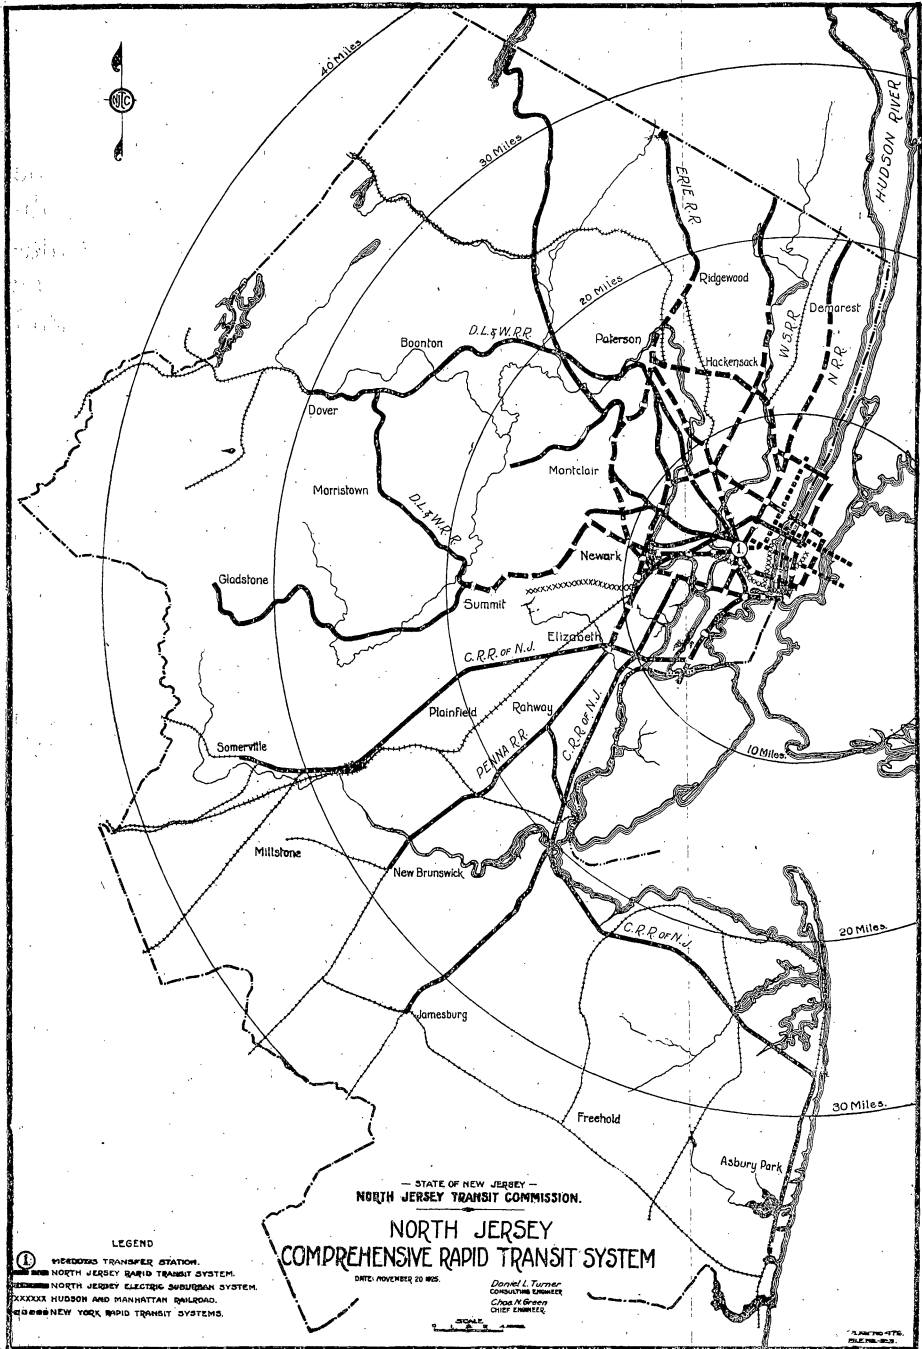 40 Miles
NJTC
30 Miles
HUDSON RIVER
ERIE R.R.
20 Miles
Ridgewood
Demarest
W.S.R.R.
N.R.R.
D.L.&W.R.R.
Paterson
Boonton
Hackensack
Dover
Montclair
Morristown
D.L.&W.R.R.
Newark
1
Gladstone
Summit
Elizabeth
C.R.R. OF N.J.
Plainfield
Rahway
C.R.R. OF N.J.
PENNA R.R.
Somerville
10 Miles.
Millstone
New Brunswick
C.R.R. OF N.J.
20 Miles.
Jamesburg
30 Miles.
Freehold
Asbury Park
— STATE OF NEW JERSEY —
NORTH JERSEY TRANSIT COMMISSION.
NORTH JERSEY
COMPREHENSIVE RAPID TRANSIT SYSTEM
DATE: NOVEMBER 20 1925.
Daniel L. Turner
CONSULTING ENGINEER
Chas. N. Green
CHIEF ENGINEER
SCALE
LEGEND
1 TRANSFER STATION.
NORTH JERSEY RAPID TRANSIT SYSTEM.
NORTH JERSEY ELECTRIC SUBURBAN SYSTEM.
XXXXXX HUDSON AND MANHATTAN RAILROAD.
NEW YORK RAPID TRANSIT SYSTEMS.